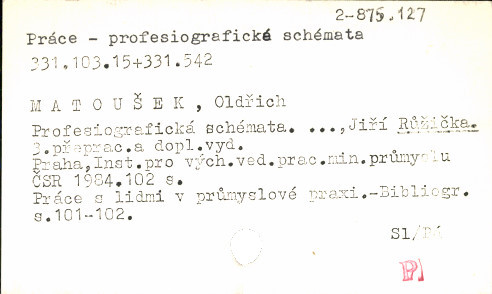 2-875.127
Práce - profesiografické schémata
331.103.15+331.542
MATOUŠEK, Oldřich
Profesiografická schémata. ...,Jiří Růžička.
3.přeprac.a dopl.vyd.
Praha,Inst.pro vých.ved.prac.min.průmyslu
ČSR 1984.102 s.
Práce s lidmi v průmyslové praxi.-Bibliogr.
s.101-102.
Sl/